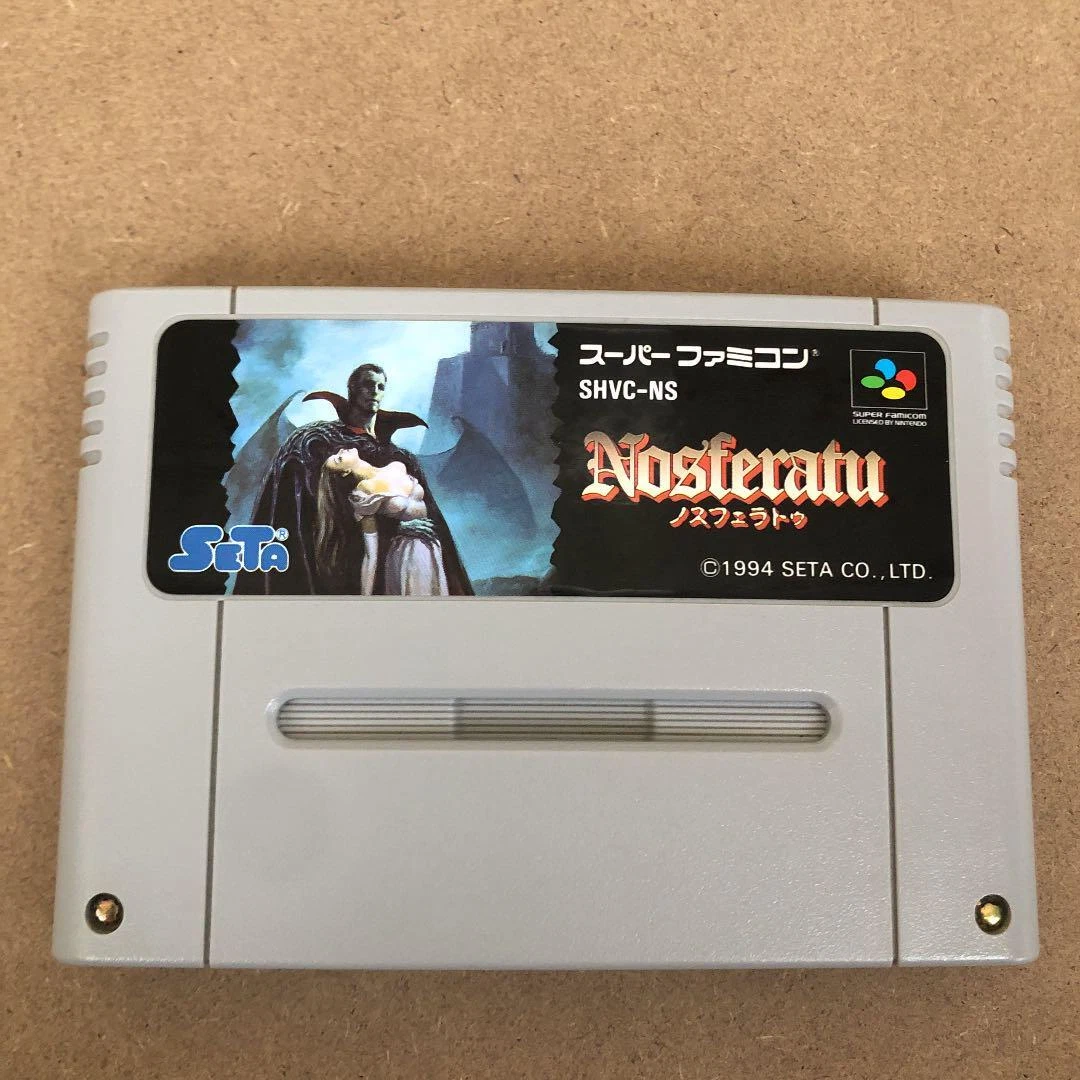 スーパーファミコン®
SHVC-NS
SUPER FAMICOM
LICENSED BY NINTENDO
Nosferatu
ノスフェラトゥ
SETA®
©1994 SETA CO.,LTD.